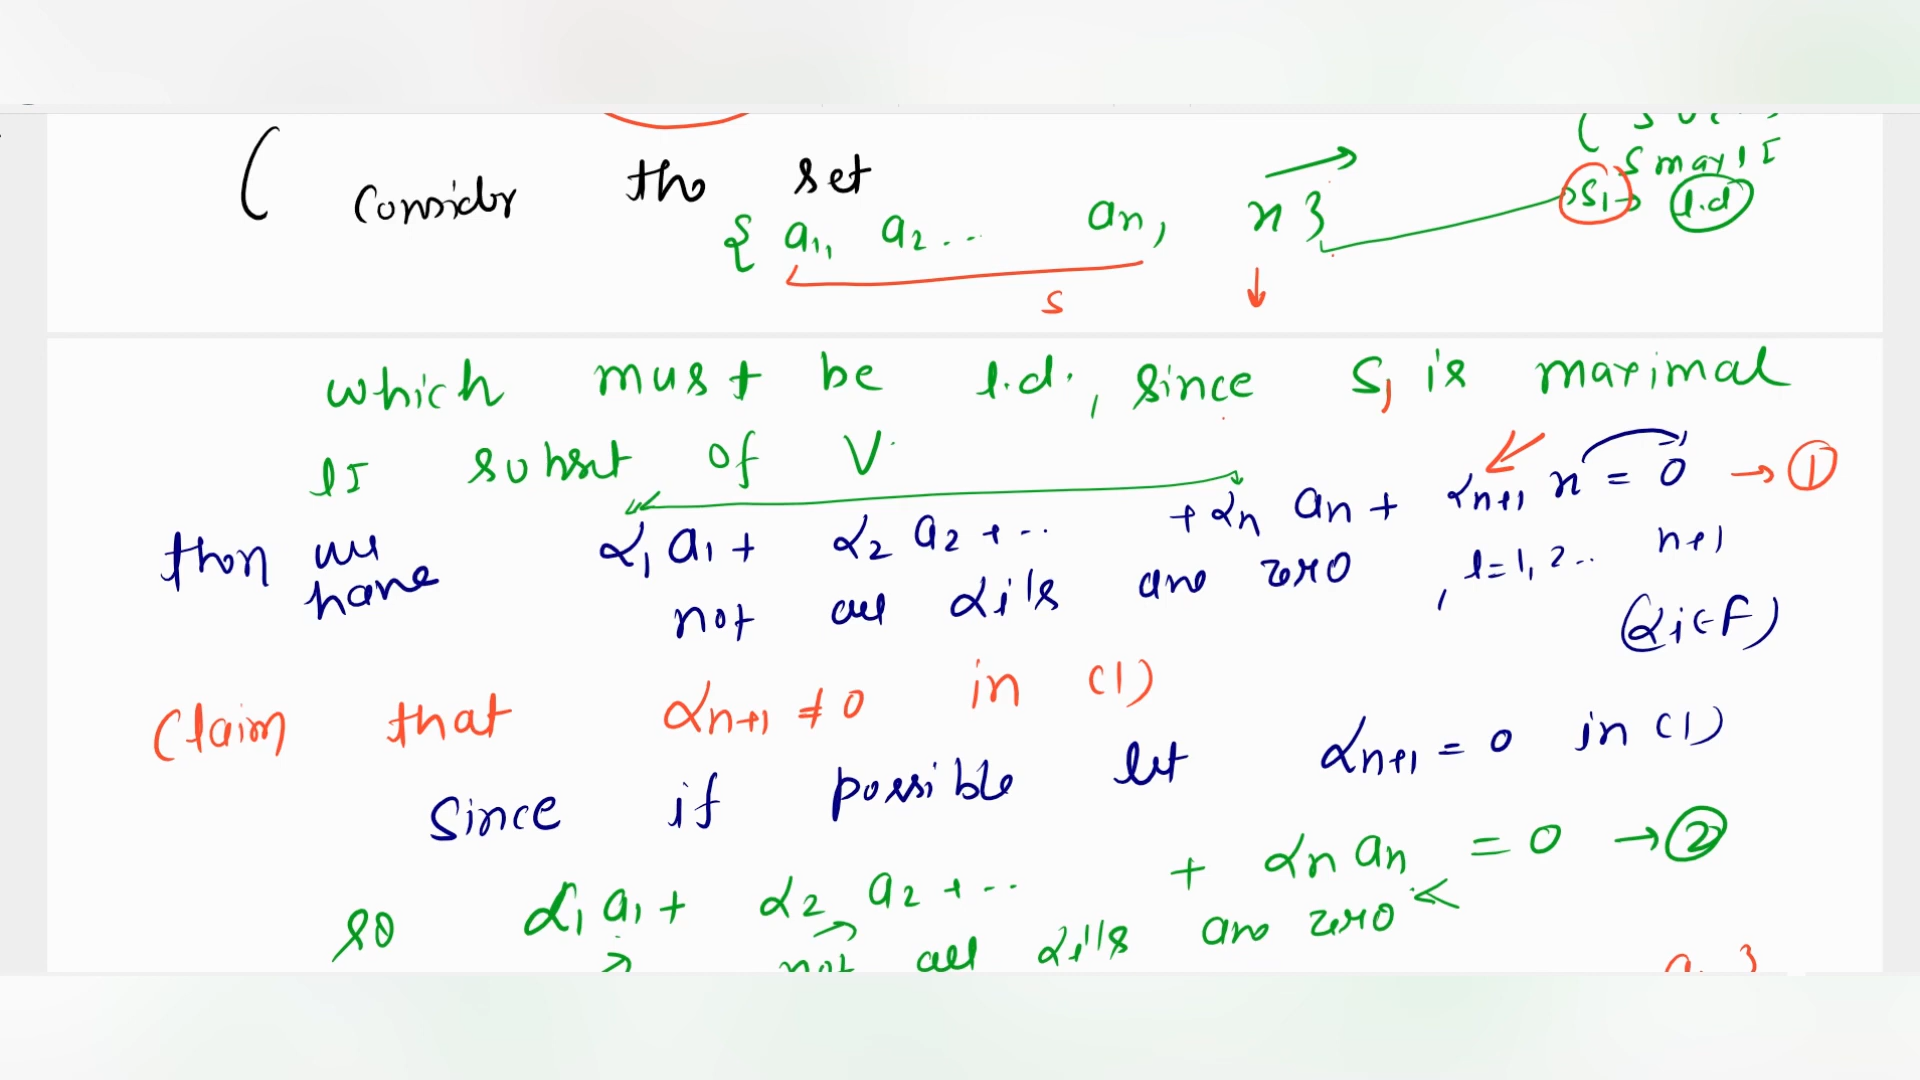 S may l I
( Consider the set
{ a1, a2 .. an, x }
S1 → l.d
S
which must be l.d., since S1 is maximal
lI subset of V.
then we have α1 a1 + α2 a2 + .. + αn an + αn+1 x = 0 → ①
not all αi's are zero , i=1, 2 .. n+1
(αi ∈ F)
Claim that αn+1 ≠ 0 in (1)
Since if possible let αn+1 = 0 in (1)
so α1 a1 + α2 a2 + .. + αn an = 0 → ②
not all αi's are zero